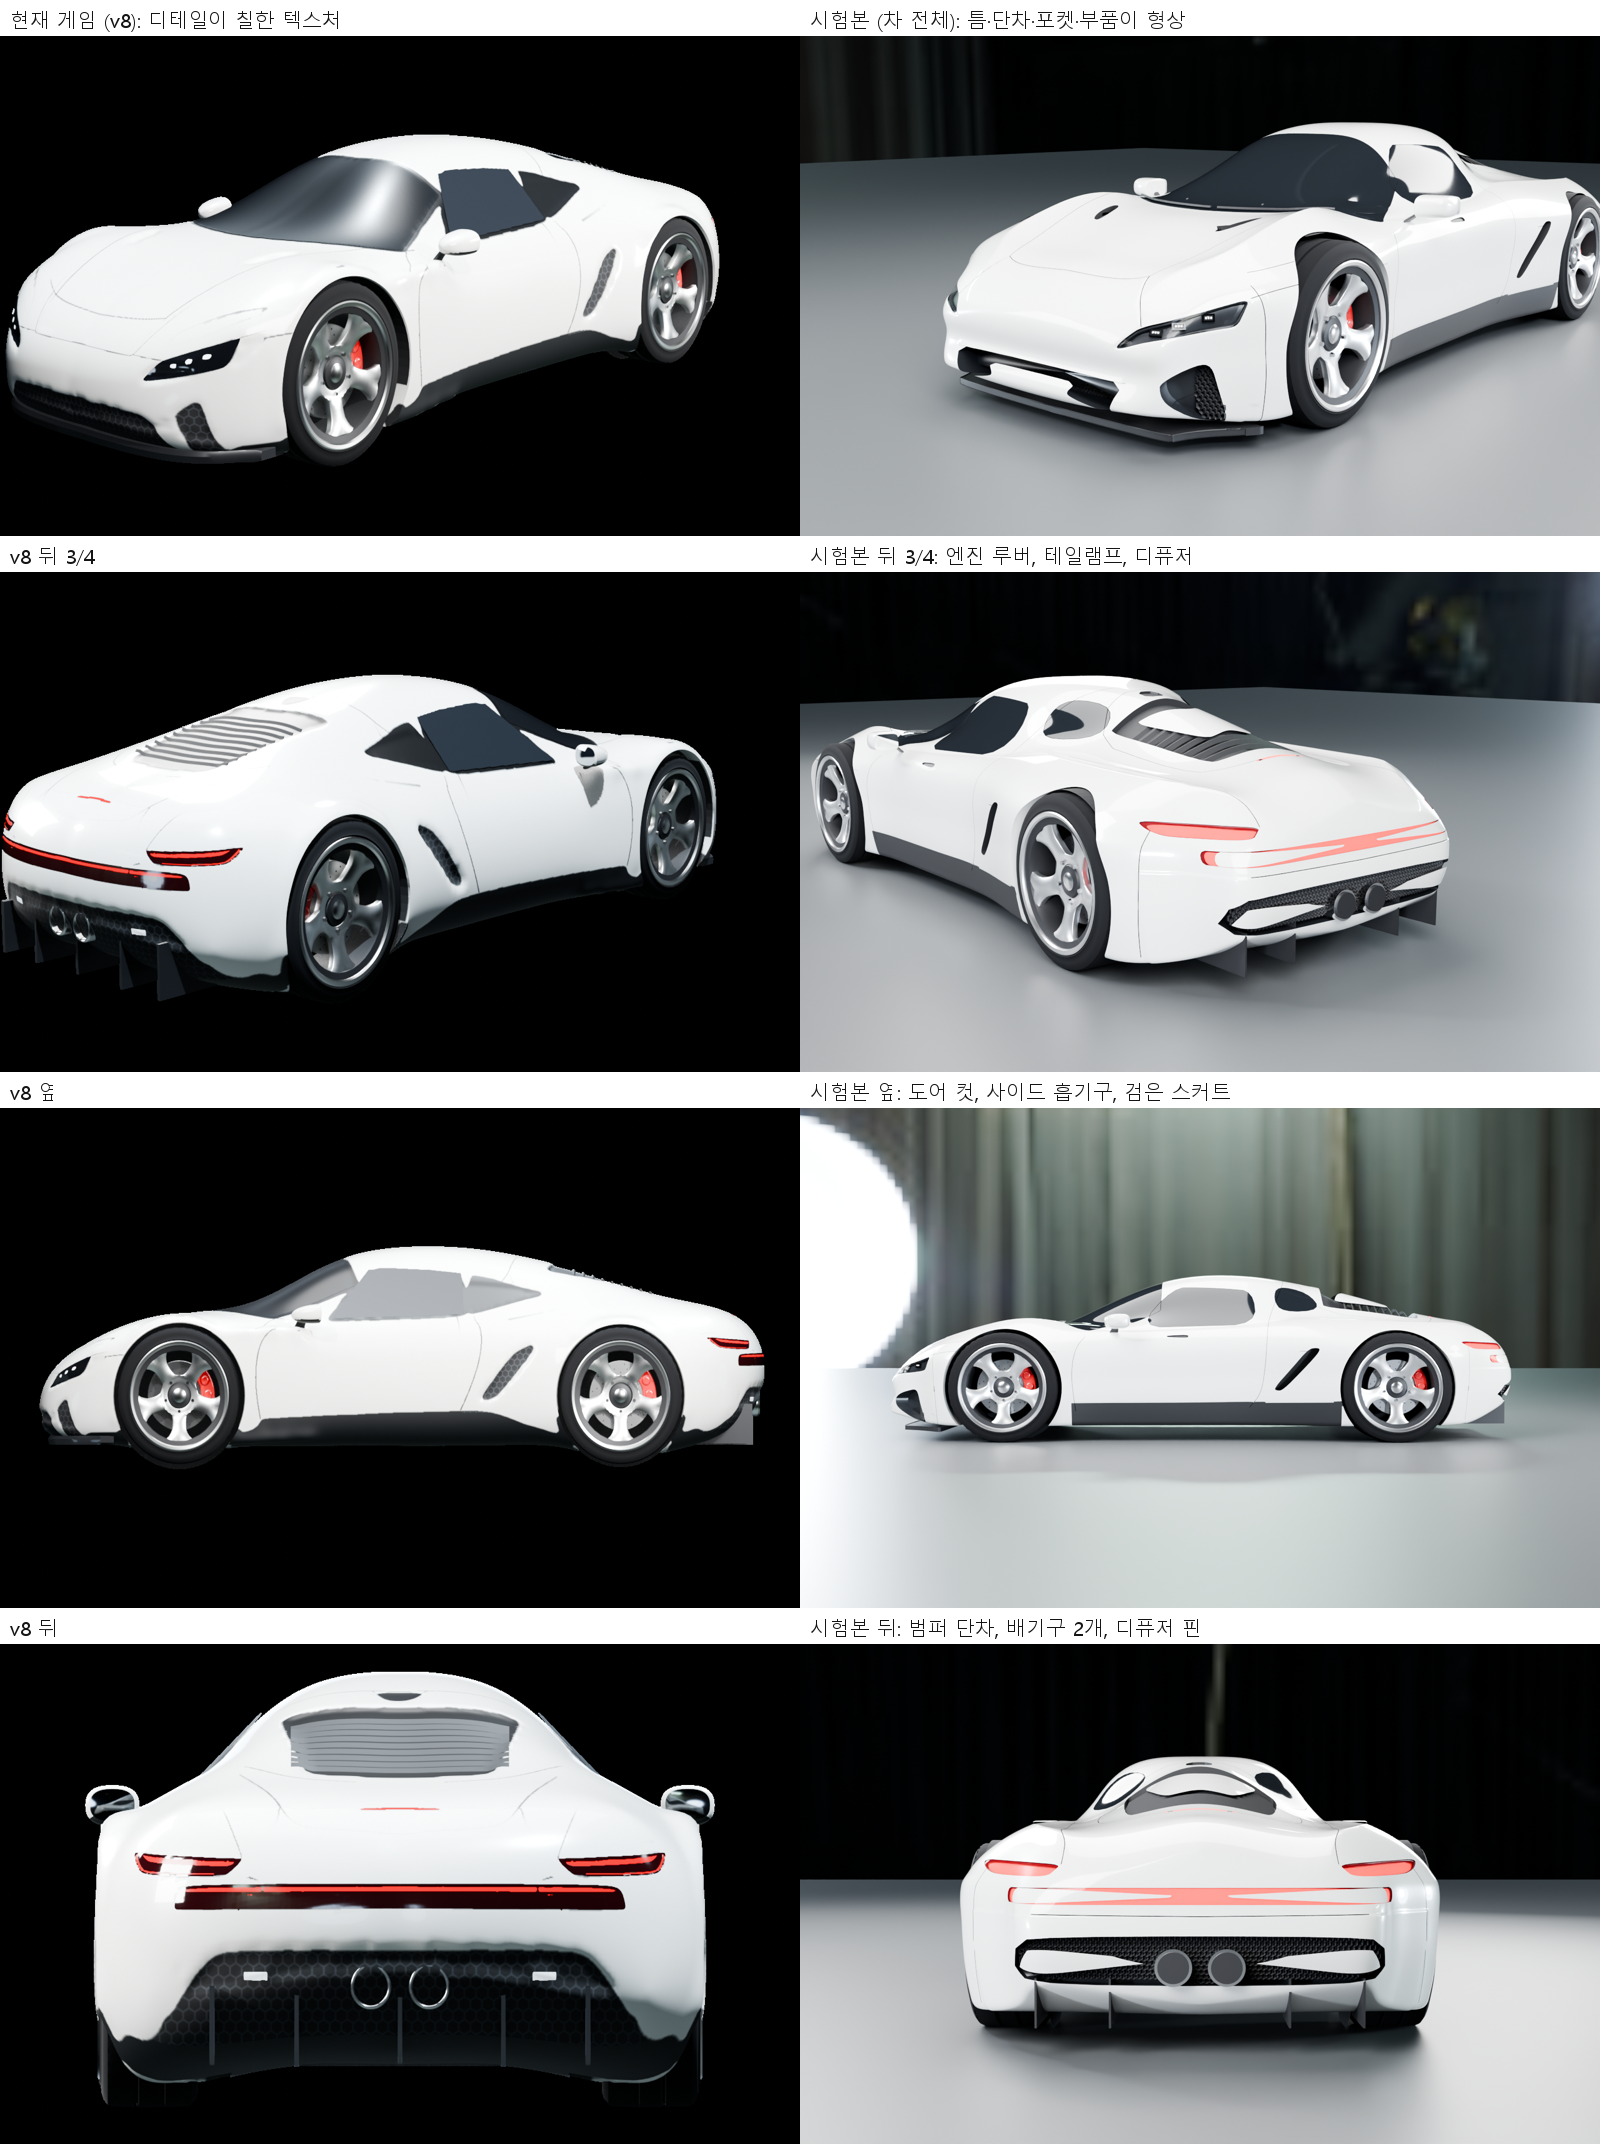 현재 게임 (v8): 디테일이 칠한 텍스처
시험본 (차 전체): 틈·단차·포켓·부품이 형상
v8 뒤 3/4
시험본 뒤 3/4: 엔진 루버, 테일램프, 디퓨저
v8 옆
시험본 옆: 도어 컷, 사이드 흡기구, 검은 스커트
v8 뒤
시험본 뒤: 범퍼 단차, 배기구 2개, 디퓨저 핀